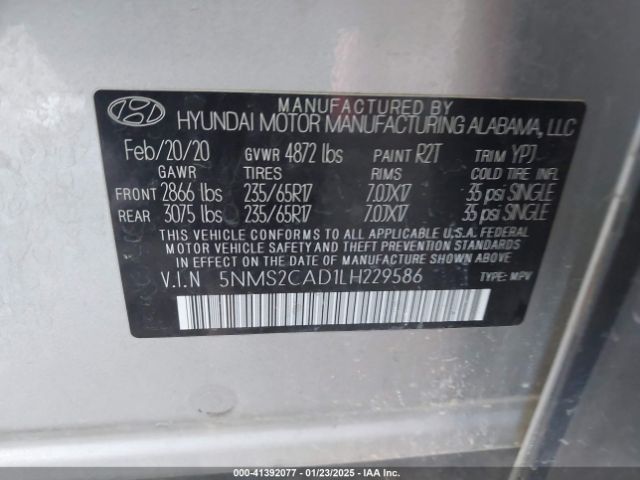 MANUFACTURED BY
HYUNDAI MOTOR MANUFACTURING ALABAMA, LLC
Feb/20/20 GVWR 4872 lbs PAINT R2T TRIM YPJ
GAWR TIRES RIMS COLD TIRE INFL
FRONT 2866 lbs 235/65R17 7.0JX17 35 psi SINGLE
REAR 3075 lbs 235/65R17 7.0JX17 35 psi SINGLE
THIS VEHICLE CONFORMS TO ALL APPLICABLE U.S.A. FEDERAL
MOTOR VEHICLE SAFETY AND THEFT PREVENTION STANDARDS
IN EFFECT ON THE DATE OF MANUFACTURE SHOWN ABOVE.
V.I.N 5NMS2CAD1LH229586 TYPE: MPV
000-41392077 - 01/23/2025 - IAA Inc.